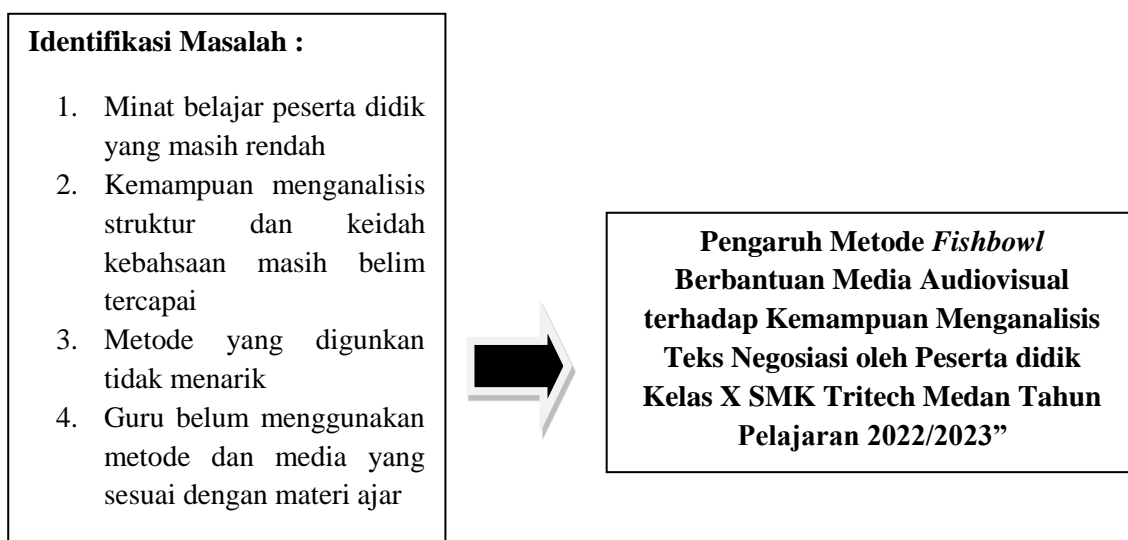 Identifikasi Masalah :
1. Minat belajar peserta didik
yang masih rendah
2. Kemampuan menganalisis
struktur dan keidah
kebahsaan masih belim
tercapai
3. Metode yang digunkan
tidak menarik
4. Guru belum menggunakan
metode dan media yang
sesuai dengan materi ajar
Pengaruh Metode Fishbowl
Berbantuan Media Audiovisual
terhadap Kemampuan Menganalisis
Teks Negosiasi oleh Peserta didik
Kelas X SMK Tritech Medan Tahun
Pelajaran 2022/2023”